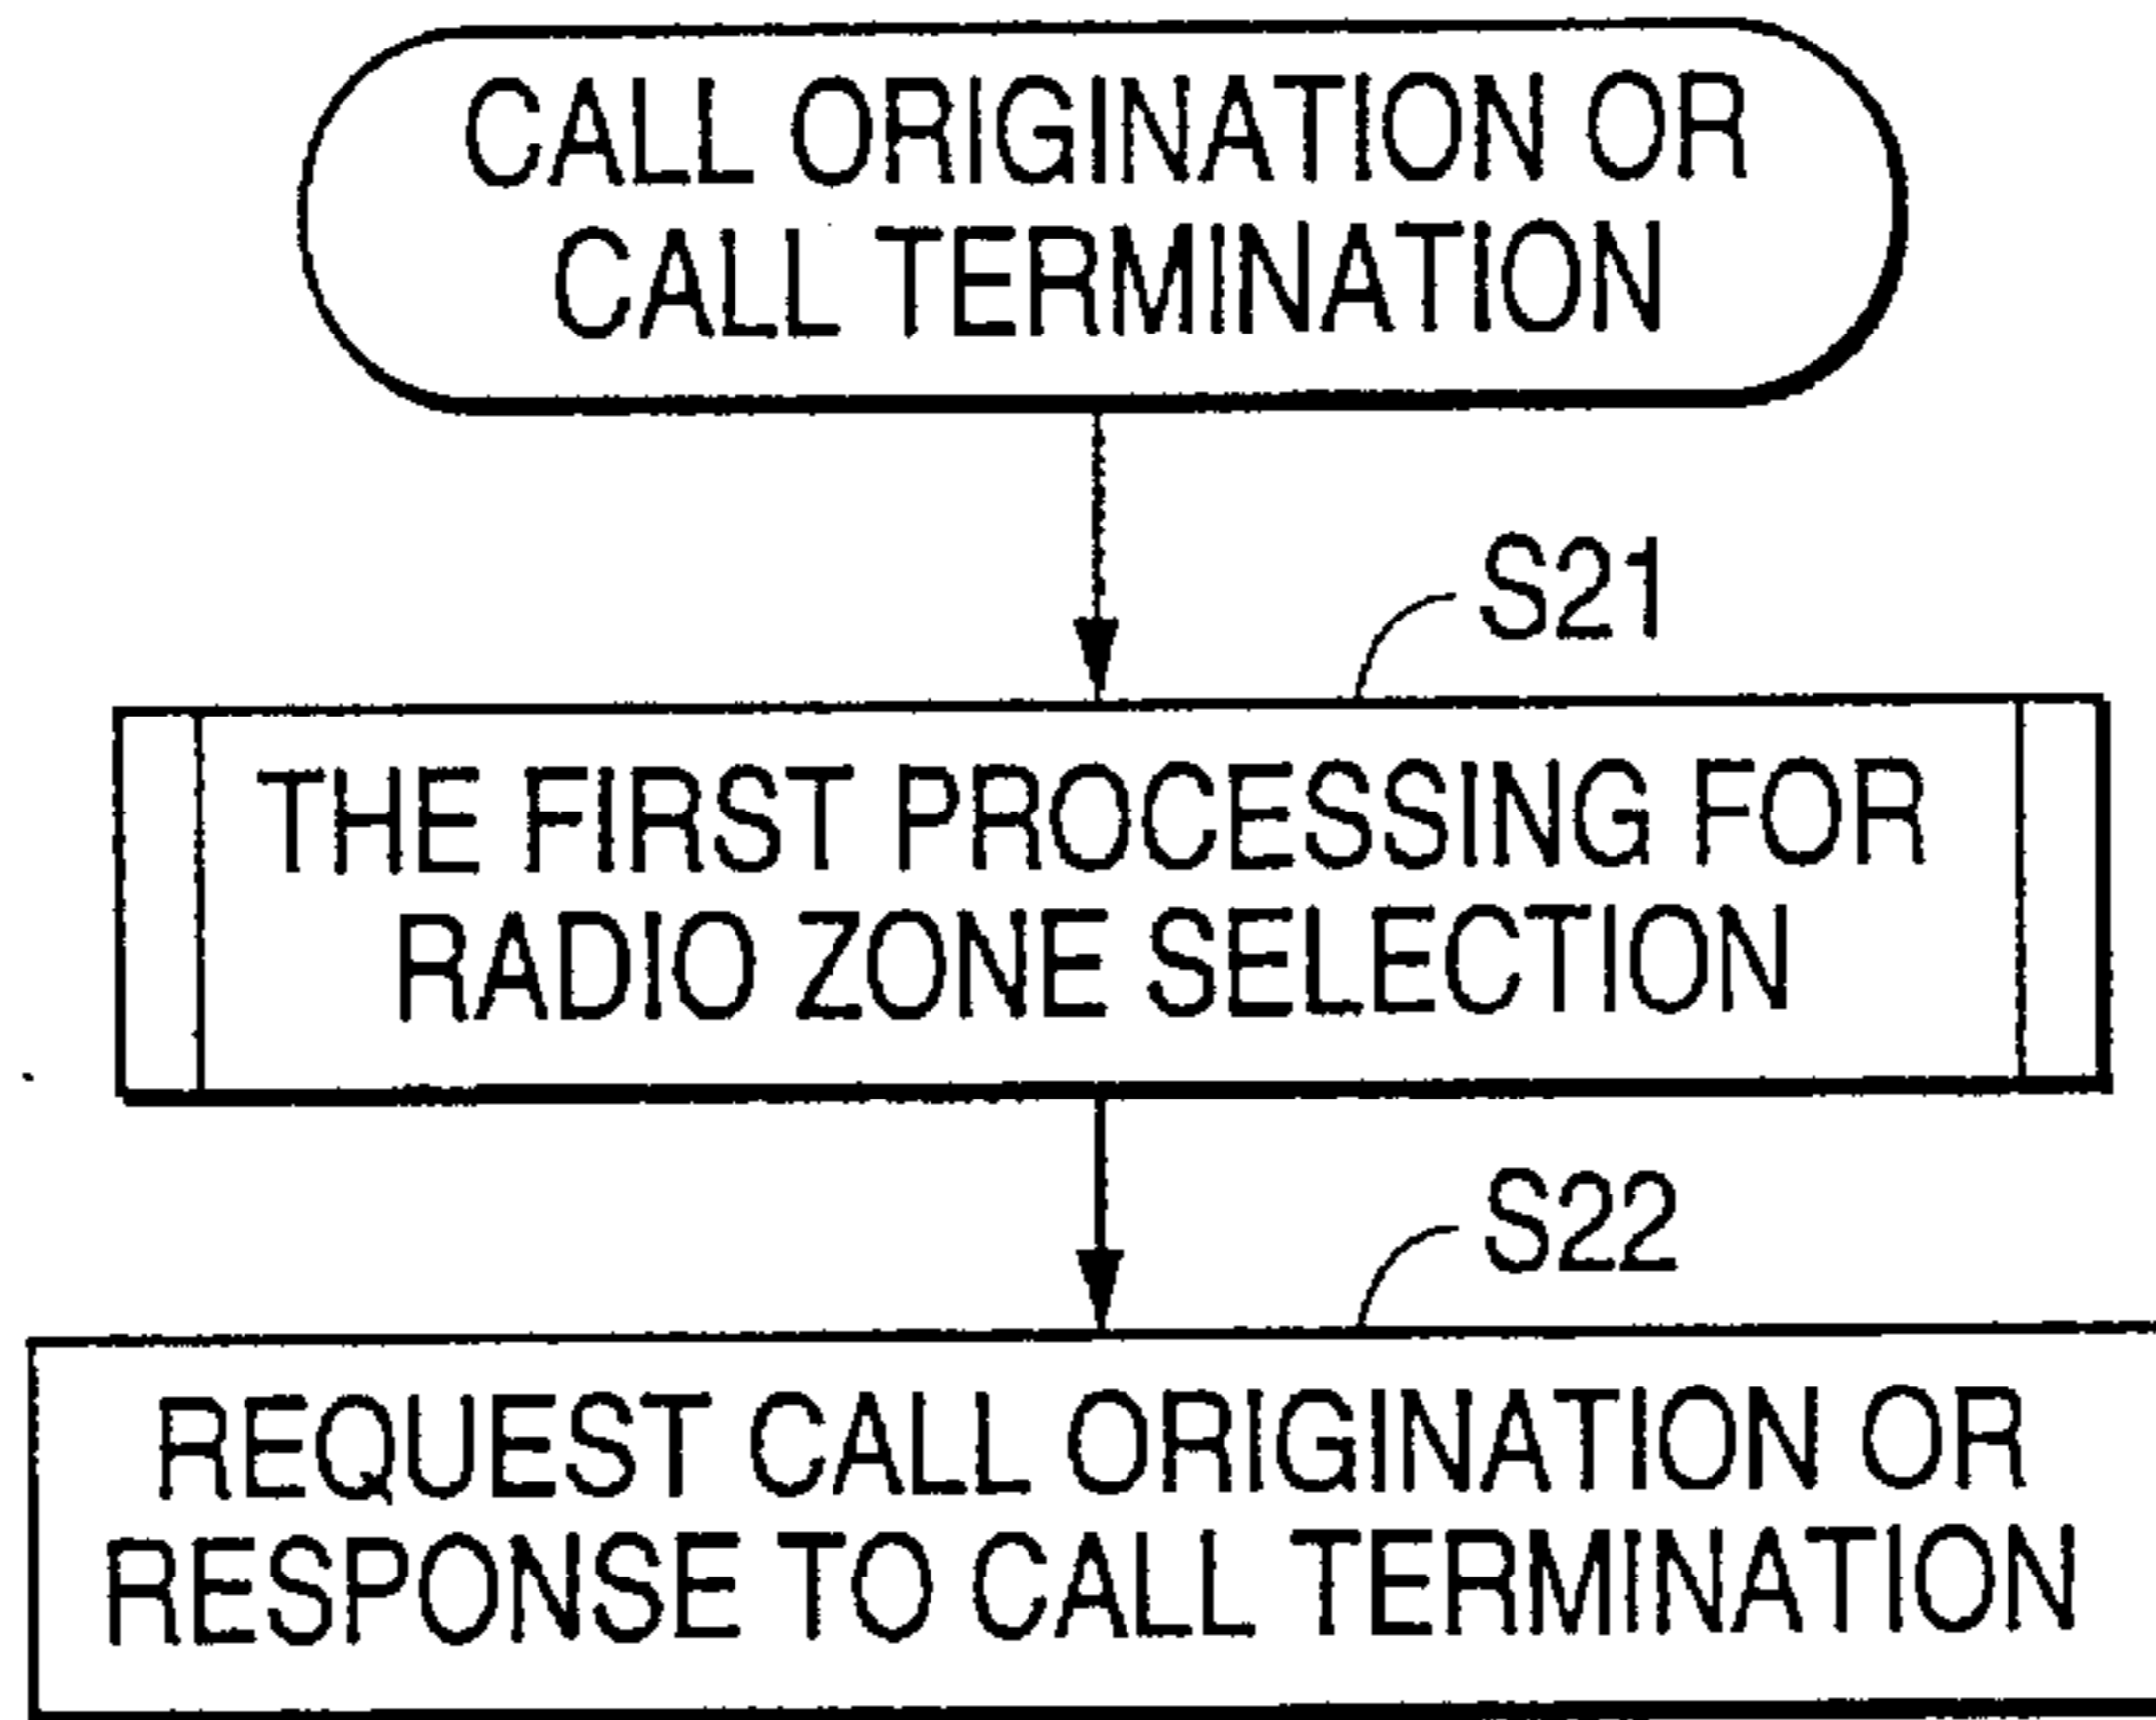 CALL ORIGINATION OR
CALL TERMINATION
S21
THE FIRST PROCESSING FOR
RADIO ZONE SELECTION
S22
REQUEST CALL ORIGINATION OR
RESPONSE TO CALL TERMINATION